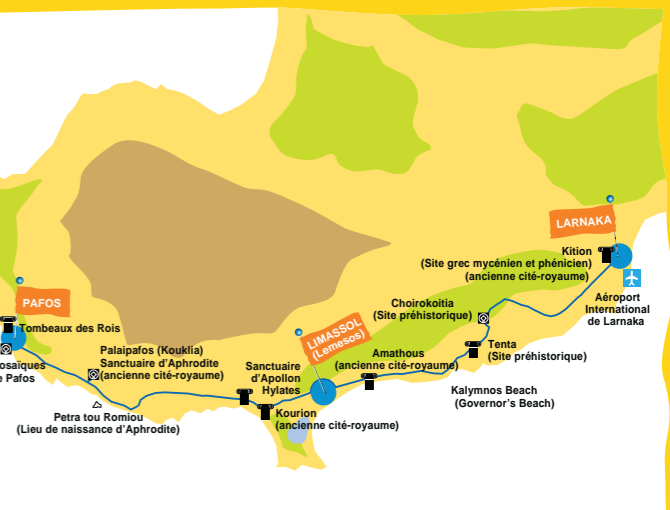 LARNAKA
Kition
(Site grec mycénien et phénicien)
(ancienne cité-royaume)
Aéroport
International
de Larnaka
Choirokoitia
(Site préhistorique)
Tenta
(Site préhistorique)
PAFOS
Tombeaux des Rois
osaïques
e Pafos
Palaipafos (Kouklia)
Sanctuaire d'Aphrodite
(ancienne cité-royaume)
Petra tou Romiou
(Lieu de naissance d'Aphrodite)
LIMASSOL
(Lemesos)
Sanctuaire
d'Apollon
Hylates
Kourion
(ancienne cité-royaume)
Amathous
(ancienne cité-royaume)
Kalymnos Beach
(Governor's Beach)